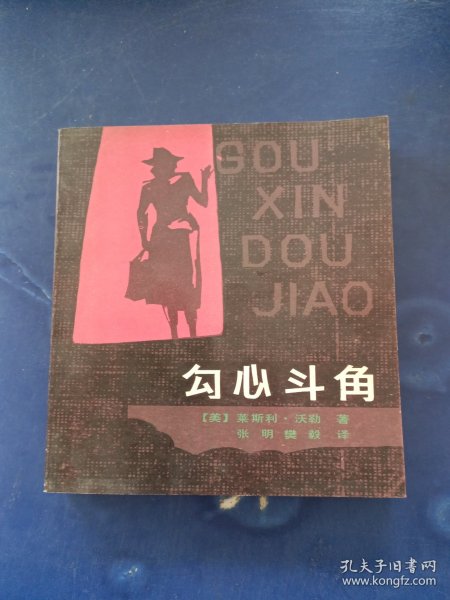 GOU
XIN
DOU
JIAO
勾心斗角
〔美〕莱斯利·沃勒 著
张明 樊毅 译
孔夫子旧书网
www.kongfz.com